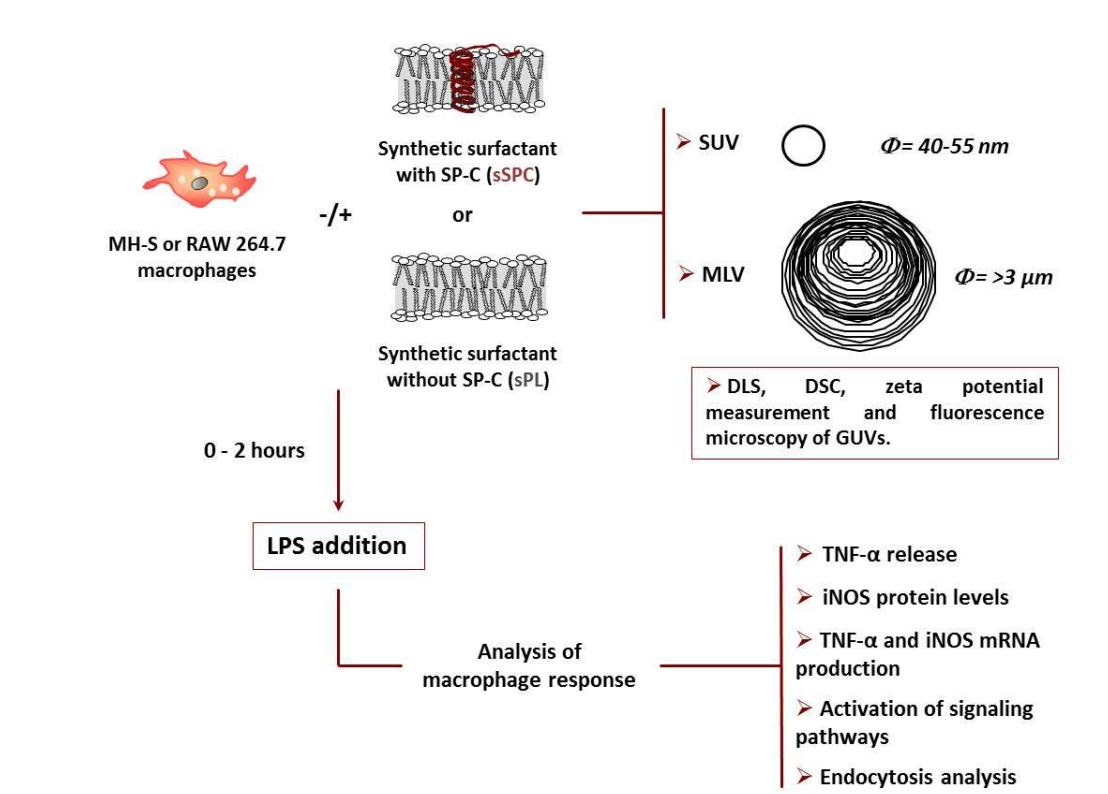 Synthetic surfactant
with SP-C (sSPC)
or
-/+
MH-S or RAW 264.7
macrophages
Synthetic surfactant
without SP-C (sPL)
➢ SUV
Φ= 40-55 nm
➢ MLV
Φ= >3 μm
➢ DLS, DSC, zeta potential
measurement and fluorescence
microscopy of GUVs.
0 - 2 hours
LPS addition
Analysis of
macrophage response
➢ TNF-α release
➢ iNOS protein levels
➢ TNF-α and iNOS mRNA
production
➢ Activation of signaling
pathways
➢ Endocytosis analysis